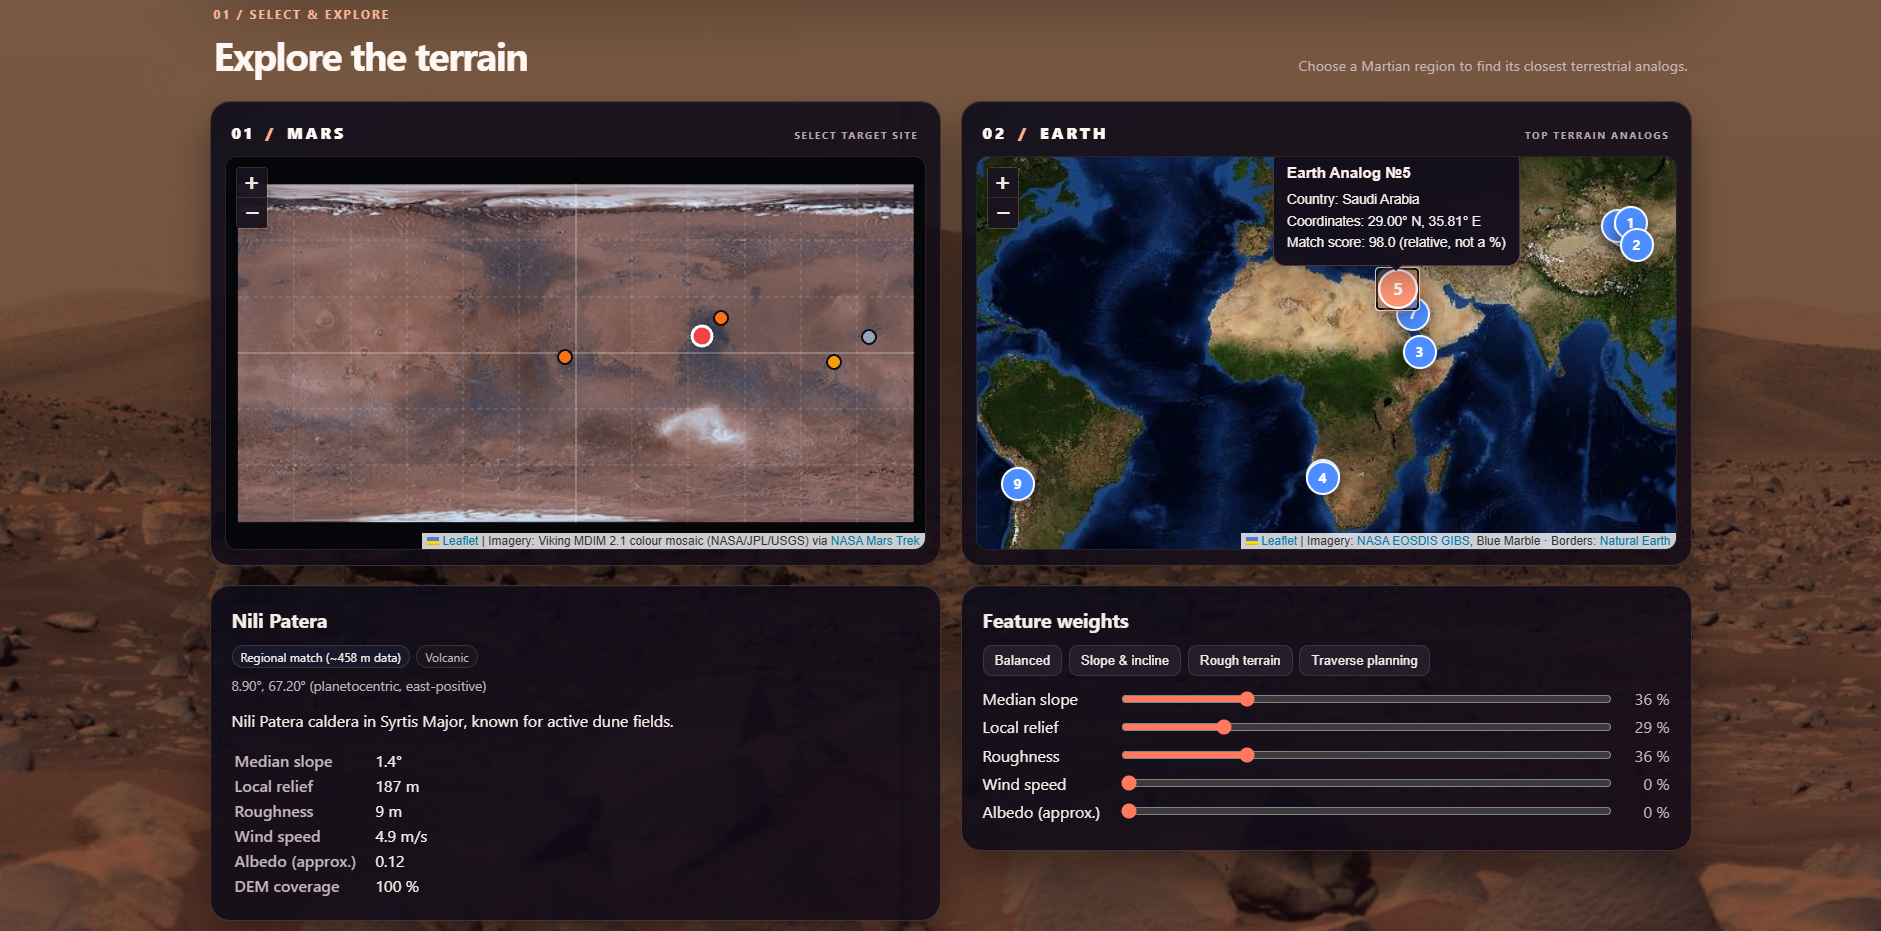 01 / SELECT & EXPLORE
Explore the terrain
Choose a Martian region to find its closest terrestrial analogs.
01 / MARS
SELECT TARGET SITE
+
−
Leaflet | Imagery: Viking MDIM 2.1 colour mosaic (NASA/JPL/USGS) via NASA Mars Trek
02 / EARTH
TOP TERRAIN ANALOGS
+
−
Earth Analog №5
Country: Saudi Arabia
Coordinates: 29.00° N, 35.81° E
Match score: 98.0 (relative, not a %)
1
2
5
7
3
4
9
Leaflet | Imagery: NASA EOSDIS GIBS, Blue Marble · Borders: Natural Earth
Nili Patera
Regional match (~458 m data) Volcanic
8.90°, 67.20° (planetocentric, east-positive)
Nili Patera caldera in Syrtis Major, known for active dune fields.
Median slope 1.4°
Local relief 187 m
Roughness 9 m
Wind speed 4.9 m/s
Albedo (approx.) 0.12
DEM coverage 100 %
Feature weights
Balanced Slope & incline Rough terrain Traverse planning
Median slope 36 %
Local relief 29 %
Roughness 36 %
Wind speed 0 %
Albedo (approx.) 0 %